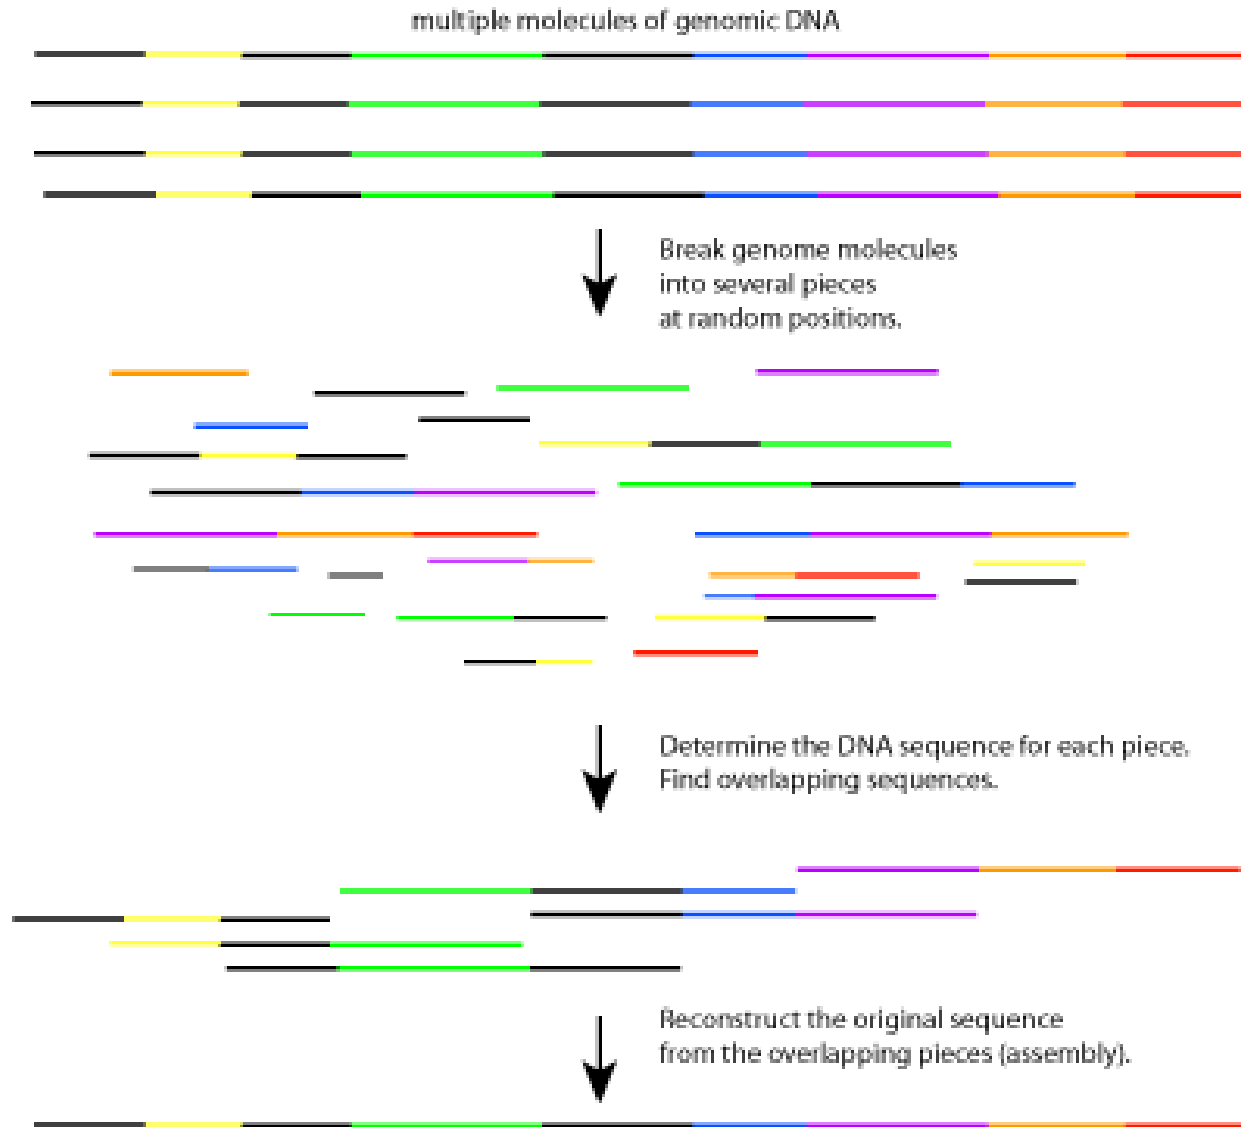 multiple molecules of genomic DNA
Break genome molecules
into several pieces
at random positions.
Determine the DNA sequence for each piece.
Find overlapping sequences.
Reconstruct the original sequence
from the overlapping pieces (assembly).